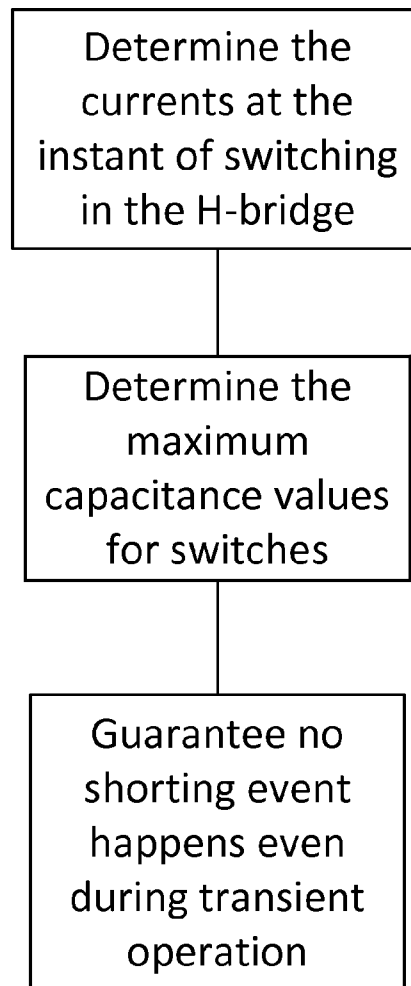 Determine the
currents at the
instant of switching
in the H-bridge
Determine the
maximum
capacitance values
for switches
Guarantee no
shorting event
happens even
during transient
operation